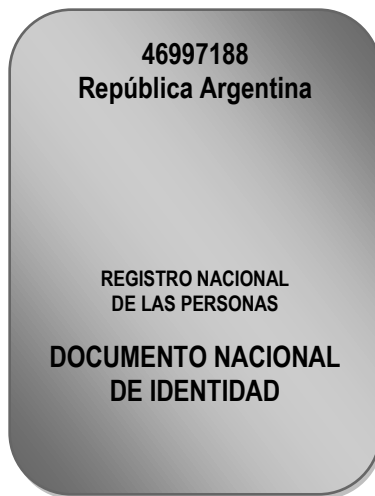 46997188
República Argentina
REGISTRO NACIONAL
DE LAS PERSONAS
DOCUMENTO NACIONAL
DE IDENTIDAD